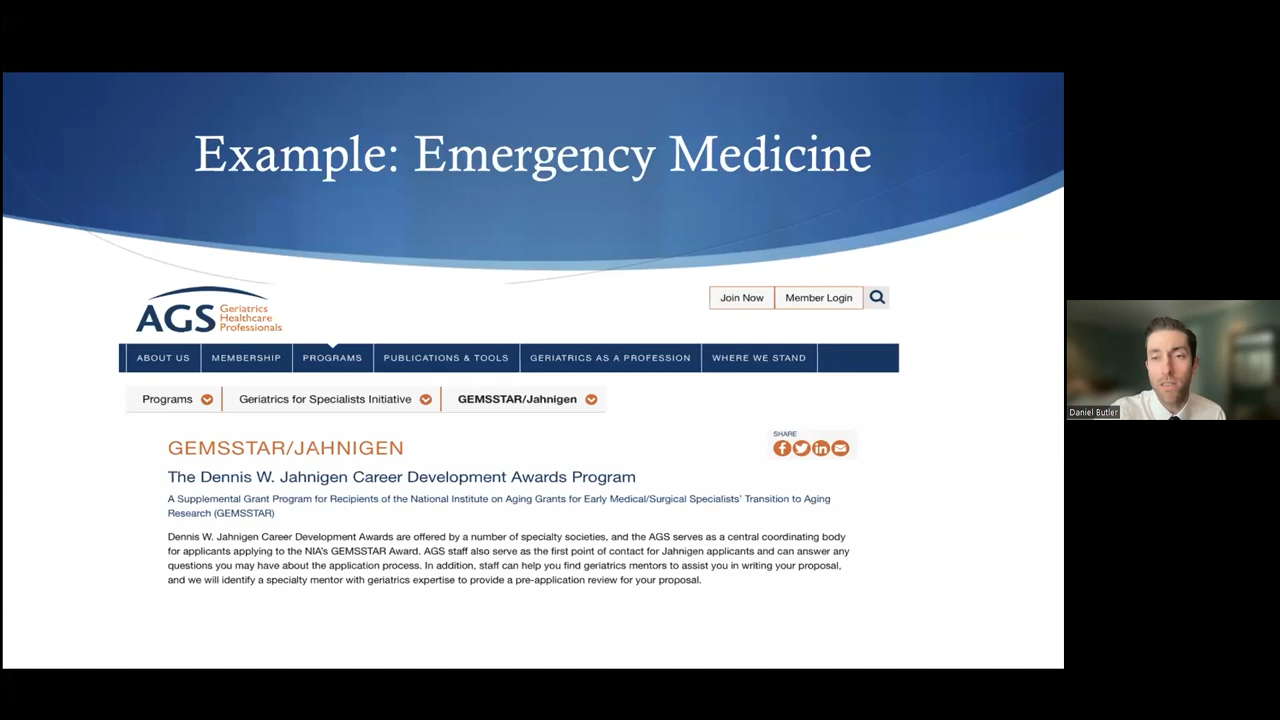 Example: Emergency Medicine
AGS Geriatrics
Healthcare
Professionals
Join Now
Member Login
ABOUT US
MEMBERSHIP
PROGRAMS
PUBLICATIONS & TOOLS
GERIATRICS AS A PROFESSION
WHERE WE STAND
Programs
Geriatrics for Specialists Initiative
GEMSSTAR/Jahnigen
SHARE
GEMSSTAR/JAHNIGEN
The Dennis W. Jahnigen Career Development Awards Program
A Supplemental Grant Program for Recipients of the National Institute on Aging Grants for Early Medical/Surgical Specialists' Transition to Aging
Research (GEMSSTAR)
Dennis W. Jahnigen Career Development Awards are offered by a number of specialty societies, and the AGS serves as a central coordinating body
for applicants applying to the NIA's GEMSSTAR Award. AGS staff also serve as the first point of contact for Jahnigen applicants and can answer any
questions you may have about the application process. In addition, staff can help you find geriatrics mentors to assist you in writing your proposal,
and we will identify a specialty mentor with geriatrics expertise to provide a pre-application review for your proposal.
Daniel Butler